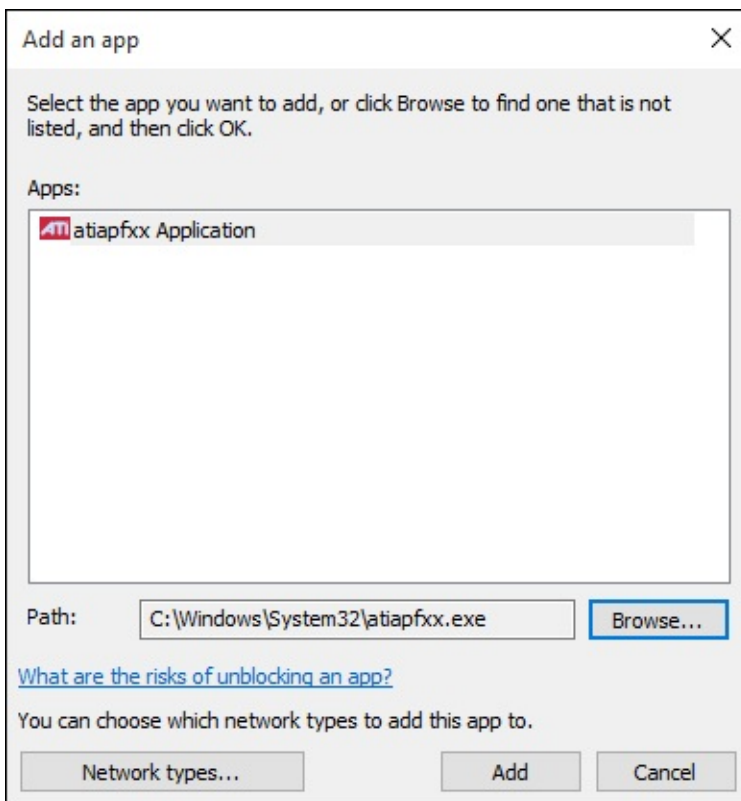 Add an app
Select the app you want to add, or click Browse to find one that is not
listed, and then click OK.
Apps:
ATI atiapfxx Application
Path: C:\Windows\System32\atiapfxx.exe Browse...
What are the risks of unblocking an app?
You can choose which network types to add this app to.
Network types... Add Cancel